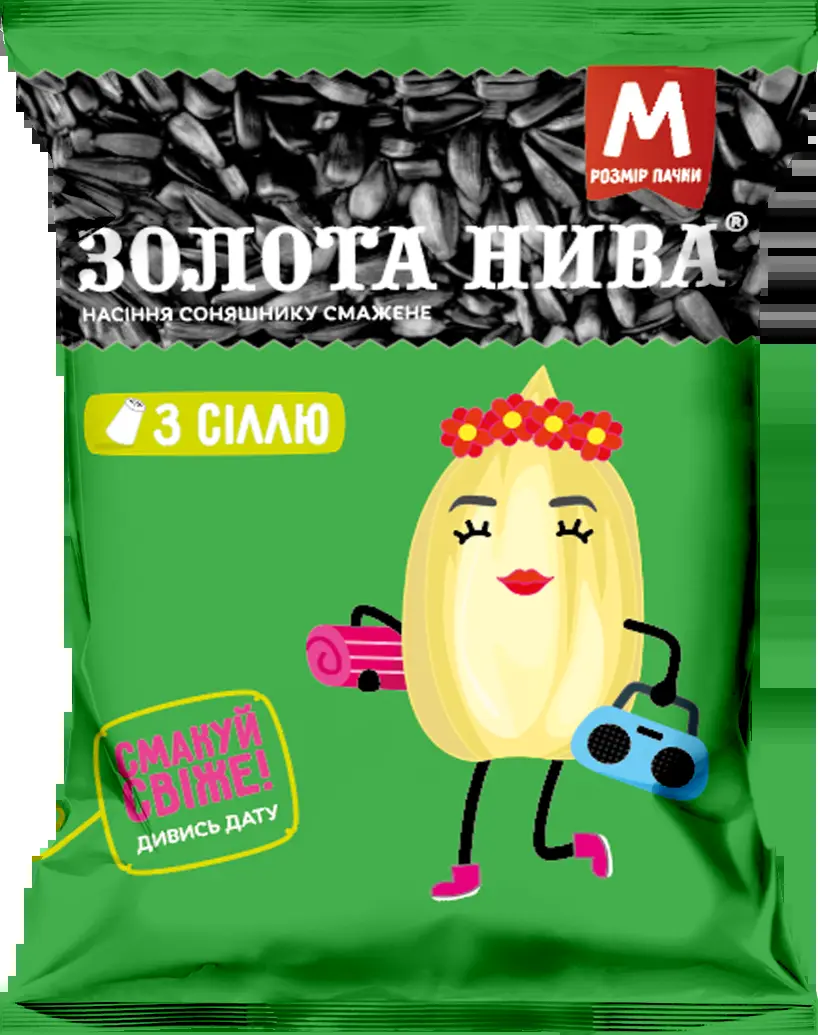 М
РОЗМІР ПАЧКИ
ЗОЛОТА НИВА®
НАСІННЯ СОНЯШНИКУ СМАЖЕНЕ
З СІЛЛЮ
СМАКУЙ
СВІЖЕ!
ДИВИСЬ ДАТУ